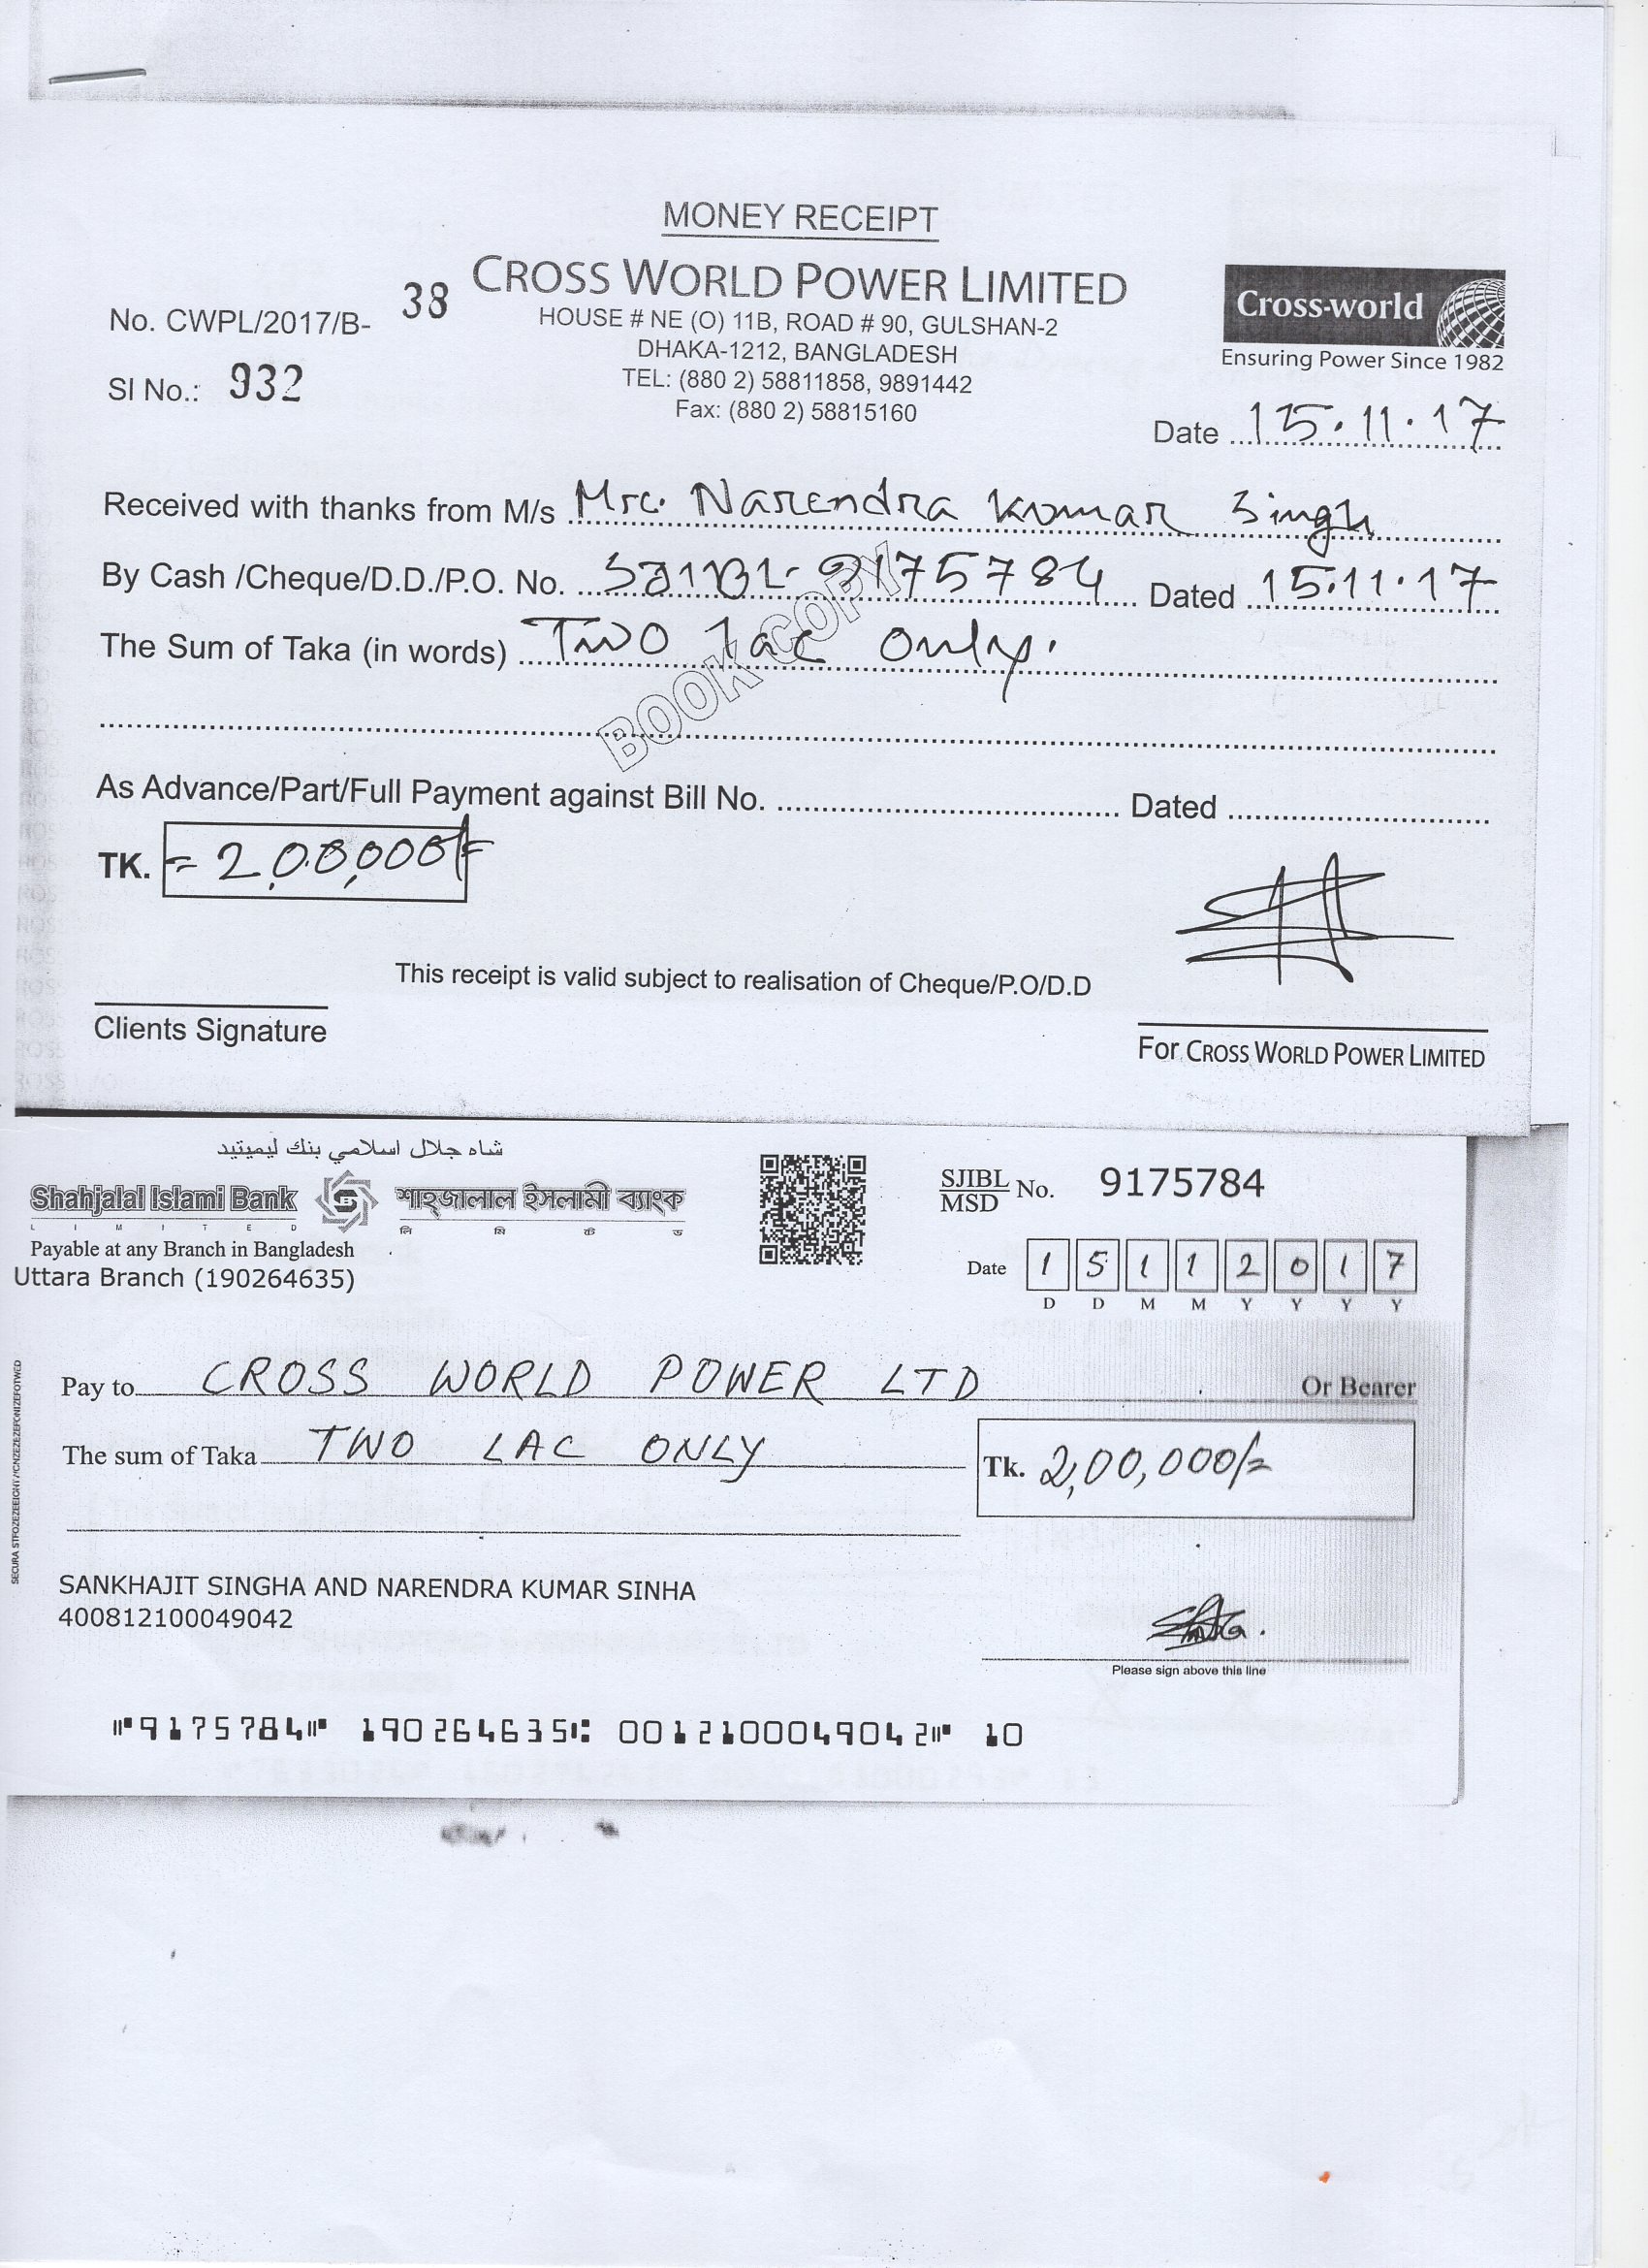 MONEY RECEIPT
CROSS WORLD POWER LIMITED
HOUSE # NE (O) 11B, ROAD # 90, GULSHAN-2
DHAKA-1212, BANGLADESH
TEL: (880 2) 58811858, 9891442
Fax: (880 2) 58815160
No. CWPL/2017/B- 38
SI No.: 932
Cross-world
Ensuring Power Since 1982
Date 15.11.17
Received with thanks from M/s Mr. Narendra Kumar Singh
By Cash /Cheque/D.D./P.O. No. SJIBL- 9175784 Dated 15.11.17
The Sum of Taka (in words) Two lac only.
BOOK COPY
As Advance/Part/Full Payment against Bill No. Dated
TK. = 2,00,000/=
This receipt is valid subject to realisation of Cheque/P.O/D.D
Clients Signature
For CROSS WORLD POWER LIMITED
شاه جلال اسلامي بنك ليميتيد
Shahjalal Islami Bank শাহ্জালাল ইসলামী ব্যাংক
LIMITED লি মি টে ড
Payable at any Branch in Bangladesh
Uttara Branch (190264635)
SJIBL/MSD No. 9175784
Date 1 5 1 1 2 0 1 7
D D M M Y Y Y Y
Pay to CROSS WORLD POWER LTD Or Bearer
The sum of Taka TWO LAC ONLY Tk. 2,00,000/=
SANKHAJIT SINGHA AND NARENDRA KUMAR SINHA
400812100049042
Please sign above this line
⑈9175784⑈ 190264635⑆ 0012100049042⑈ 10